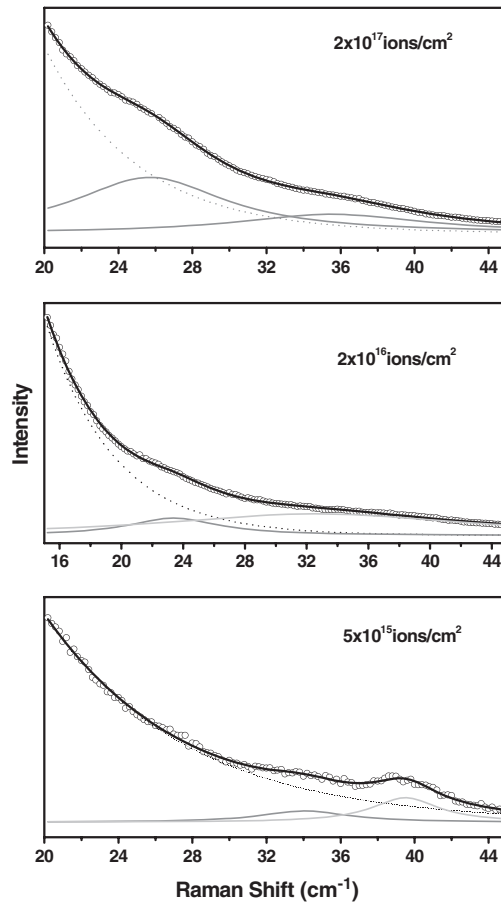 2x10¹⁷ions/cm²
20 24 28 32 36 40 44
2x10¹⁶ions/cm²
Intensity
16 20 24 28 32 36 40 44
5x10¹⁵ions/cm²
20 24 28 32 36 40 44
Raman Shift (cm⁻¹)